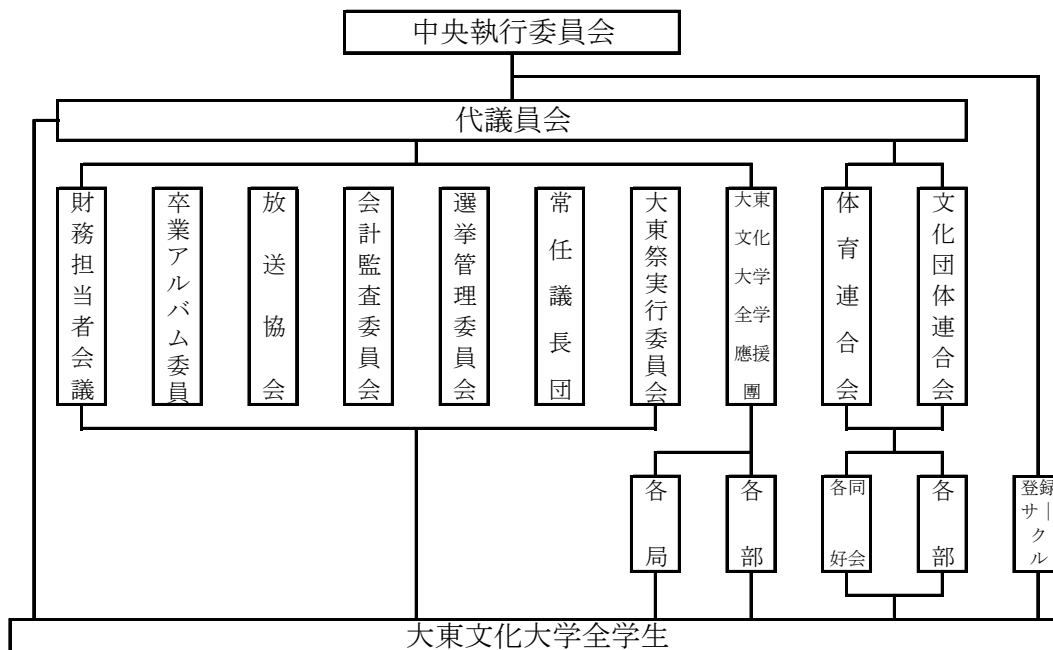 中央執行委員会
代議員会
財務担当者会議
卒業アルバム委員
放送協会
会計監査委員会
選挙管理委員会
常任議長団
大東祭実行委員会
大東文化大学全学應援團
体育連合会
文化団体連合会
各局
各部
各同好会
各部
登録サークル
大東文化大学全学生